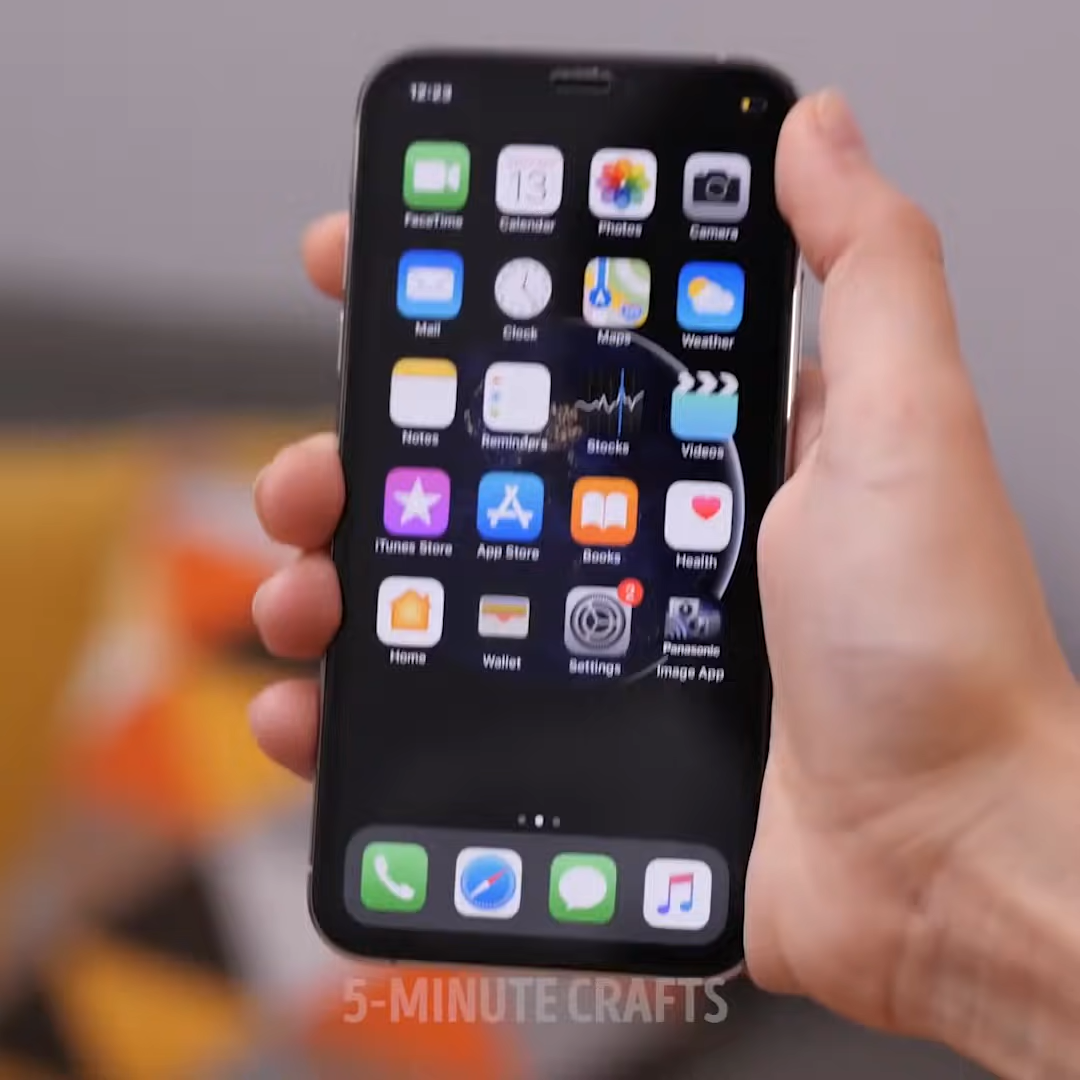 12:23
13
FaceTime Calendar Photos Camera
Mail Clock Maps Weather
Notes Reminders Stocks Videos
iTunes Store App Store Books Health
2
Panasonic
Home Wallet Settings Image App
5-MINUTE CRAFTS